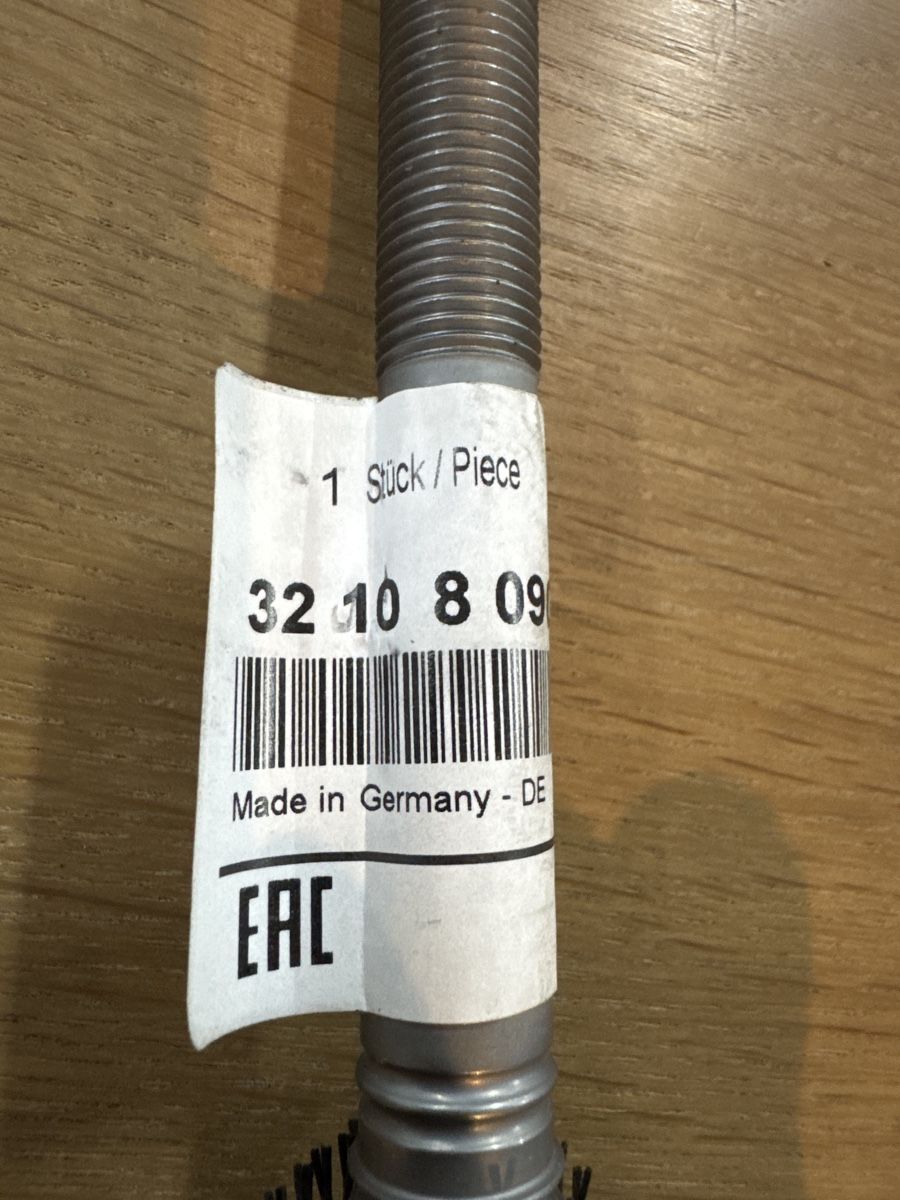 1 Stück / Piece
32 10 8 09
Made in Germany - DE
EAC